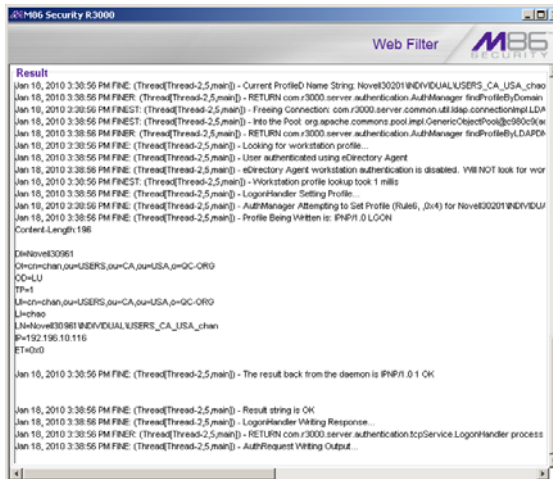 M86 Security R3000
Web Filter
M86
SECURITY
Result
Jan 18, 2010 3:38:56 PM FINE: (Thread[Thread-2,5,main]) - Current ProfileD Name String: Novell30201\INDIVIDUAL\USERS_CA_USA_chao
Jan 18, 2010 3:38:56 PM FINER: (Thread[Thread-2,5,main]) - RETURN com.r3000.server.authentication.AuthManager findProfileByDomain
Jan 18, 2010 3:38:56 PM FINEST: (Thread[Thread-2,5,main]) - Freeing Connection: com.r3000.server.common.util.ldap.connectionImpl.LDA
Jan 18, 2010 3:38:56 PM FINEST: (Thread[Thread-2,5,main]) - Into the Pool: org.apache.commons.pool.impl.GenericObjectPool@c980c9(ac
Jan 18, 2010 3:38:56 PM FINER: (Thread[Thread-2,5,main]) - RETURN com.r3000.server.authentication.AuthManager findProfileByLDAPDN
Jan 18, 2010 3:38:56 PM FINE: (Thread[Thread-2,5,main]) - Looking for workstation profile...
Jan 18, 2010 3:38:56 PM FINE: (Thread[Thread-2,5,main]) - User authenticated using eDirectory Agent
Jan 18, 2010 3:38:56 PM FINE: (Thread[Thread-2,5,main]) - eDirectory Agent workstation authentication is disabled. Will NOT look for wor
Jan 18, 2010 3:38:56 PM FINEST: (Thread[Thread-2,5,main]) - Workstation profile lookup took 1 millis
Jan 18, 2010 3:38:56 PM FINE: (Thread[Thread-2,5,main]) - LogonHandler Setting Profile...
Jan 18, 2010 3:38:56 PM FINE: (Thread[Thread-2,5,main]) - AuthManager Attempting to Set Profile (Rule6, ,0x4) for Novell30201\INDIVIDU
Jan 18, 2010 3:38:56 PM FINE: (Thread[Thread-2,5,main]) - Profile Being Written is: IPNP/1.0 LOGN
Content-Length:196
DI=Novell30961
OI=cn=chan,ou=USERS,ou=CA,ou=USA,o=QC-ORG
OD=LU
TP=1
UI=cn=chan,ou=USERS,ou=CA,ou=USA,o=QC-ORG
LI=chao
LN=Novell30961\INDIVIDUAL\USERS_CA_USA_chan
IP=192.196.10.116
ET=0x0
Jan 18, 2010 3:38:56 PM FINE: (Thread[Thread-2,5,main]) - The result back from the daemon is IPNP/1.0 1 OK
Jan 18, 2010 3:38:56 PM FINE: (Thread[Thread-2,5,main]) - Result string is OK
Jan 18, 2010 3:38:56 PM FINE: (Thread[Thread-2,5,main]) - LogonHandler Writing Response...
Jan 18, 2010 3:38:56 PM FINER: (Thread[Thread-2,5,main]) - RETURN com.r3000.server.authentication.tcpService.LogonHandler process
Jan 18, 2010 3:38:56 PM FINE: (Thread[Thread-2,5,main]) - AuthRequest Writing Output...